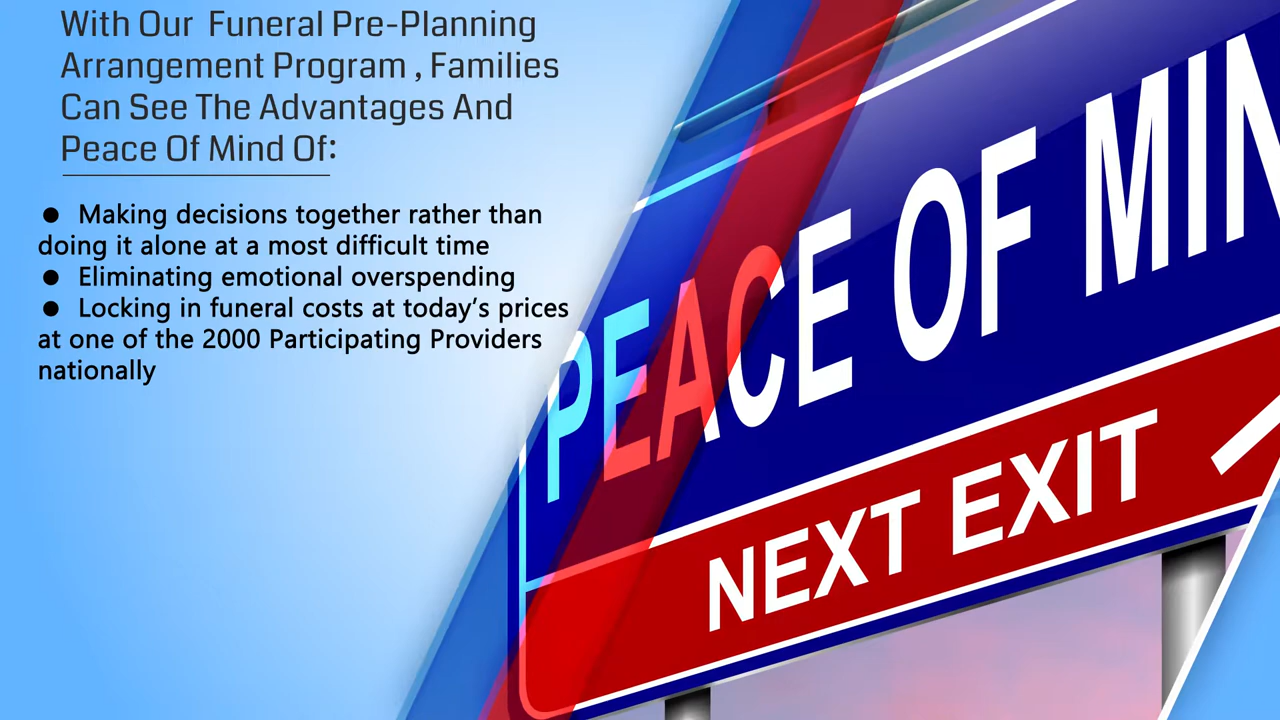 With Our Funeral Pre-Planning
Arrangement Program , Families
Can See The Advantages And
Peace Of Mind Of:
● Making decisions together rather than
doing it alone at a most difficult time
● Eliminating emotional overspending
● Locking in funeral costs at today’s prices
at one of the 2000 Participating Providers
nationally
PEACE OF MIN
NEXT EXIT